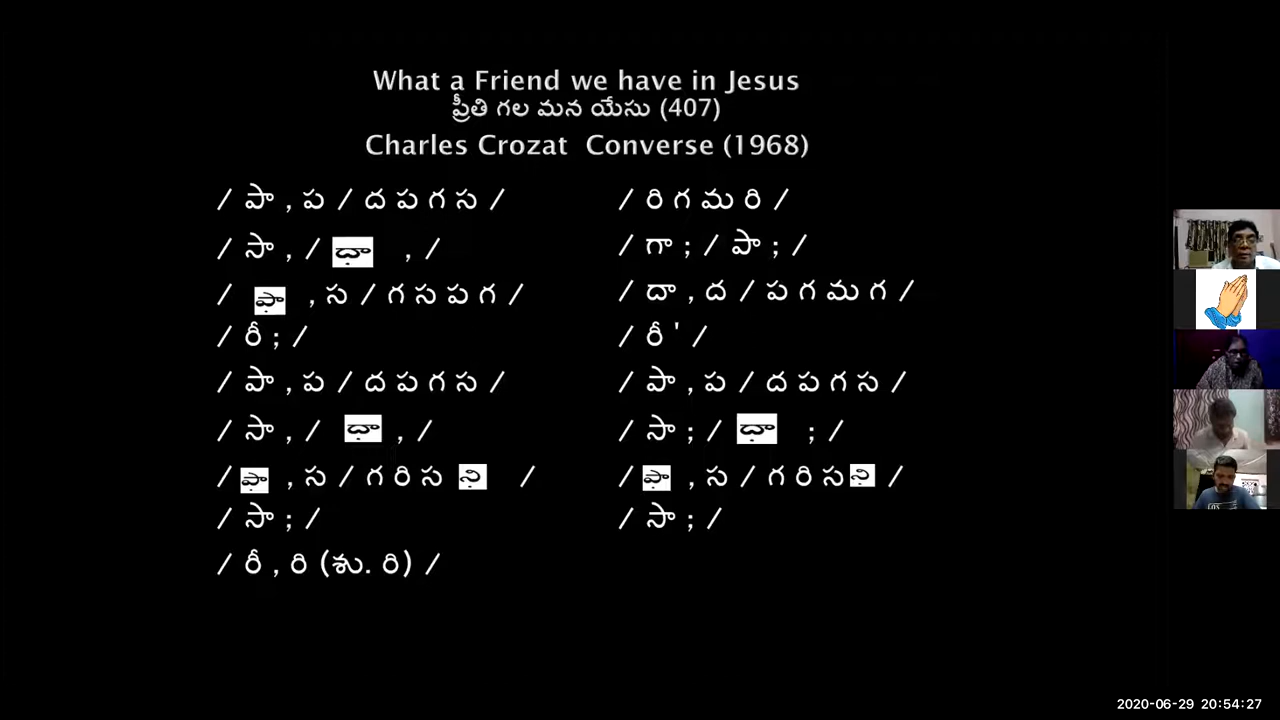 What a Friend we have in Jesus
ప్రీతి గల మన యేసు (407)
Charles Crozat Converse (1968)
/ పా , ప / ద ప గ స /
/ సా , / ద̣ా , /
/ ప̣ా , స / గ స ప గ /
/ రీ ; /
/ పా , ప / ద ప గ స /
/ సా , / ద̣ా , /
/ ప̣ా , స / గ రి స ని̣ /
/ సా ; /
/ రీ , రి (శు. రి) /
/ రి గ మ రి /
/ గా ; / పా ; /
/ దా , ద / ప గ మ గ /
/ రీ ' /
/ పా , ప / ద ప గ స /
/ సా ; / ద̣ా ; /
/ ప̣ా , స / గ రి స ని̣ /
/ సా ; /
2020-06-29 20:54:27